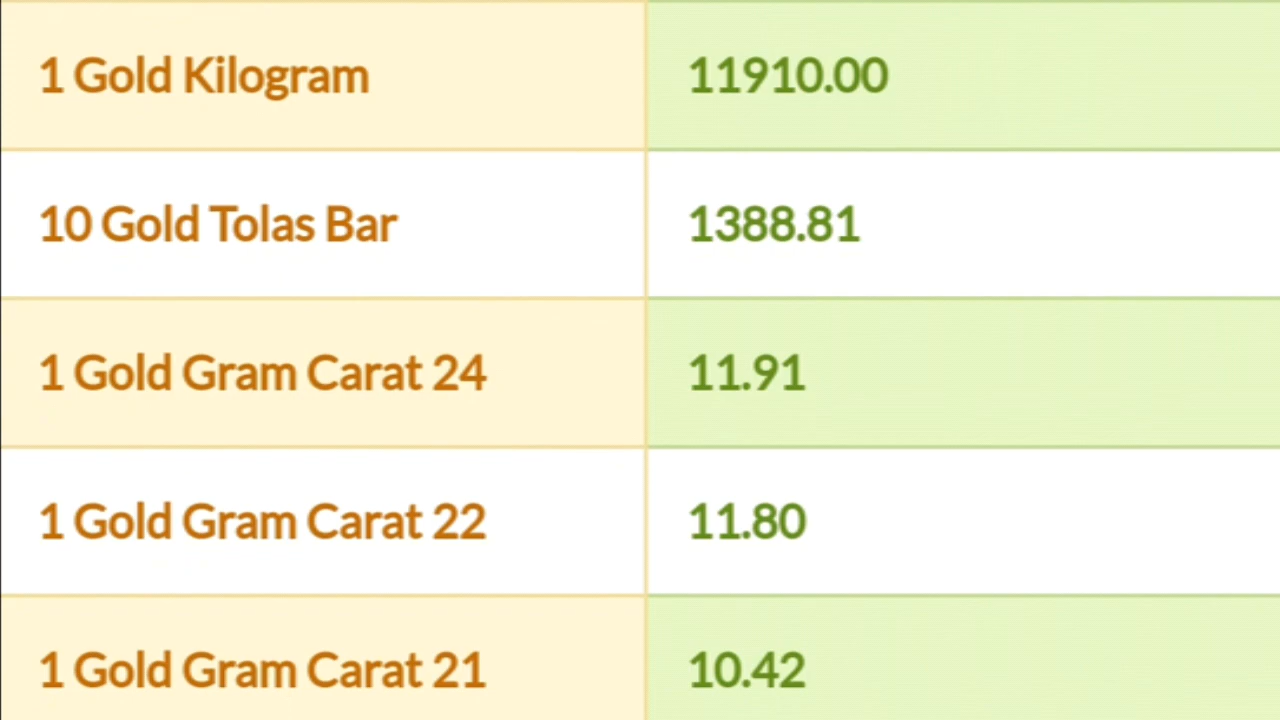 1 Gold Kilogram 11910.00
10 Gold Tolas Bar 1388.81
1 Gold Gram Carat 24 11.91
1 Gold Gram Carat 22 11.80
1 Gold Gram Carat 21 10.42